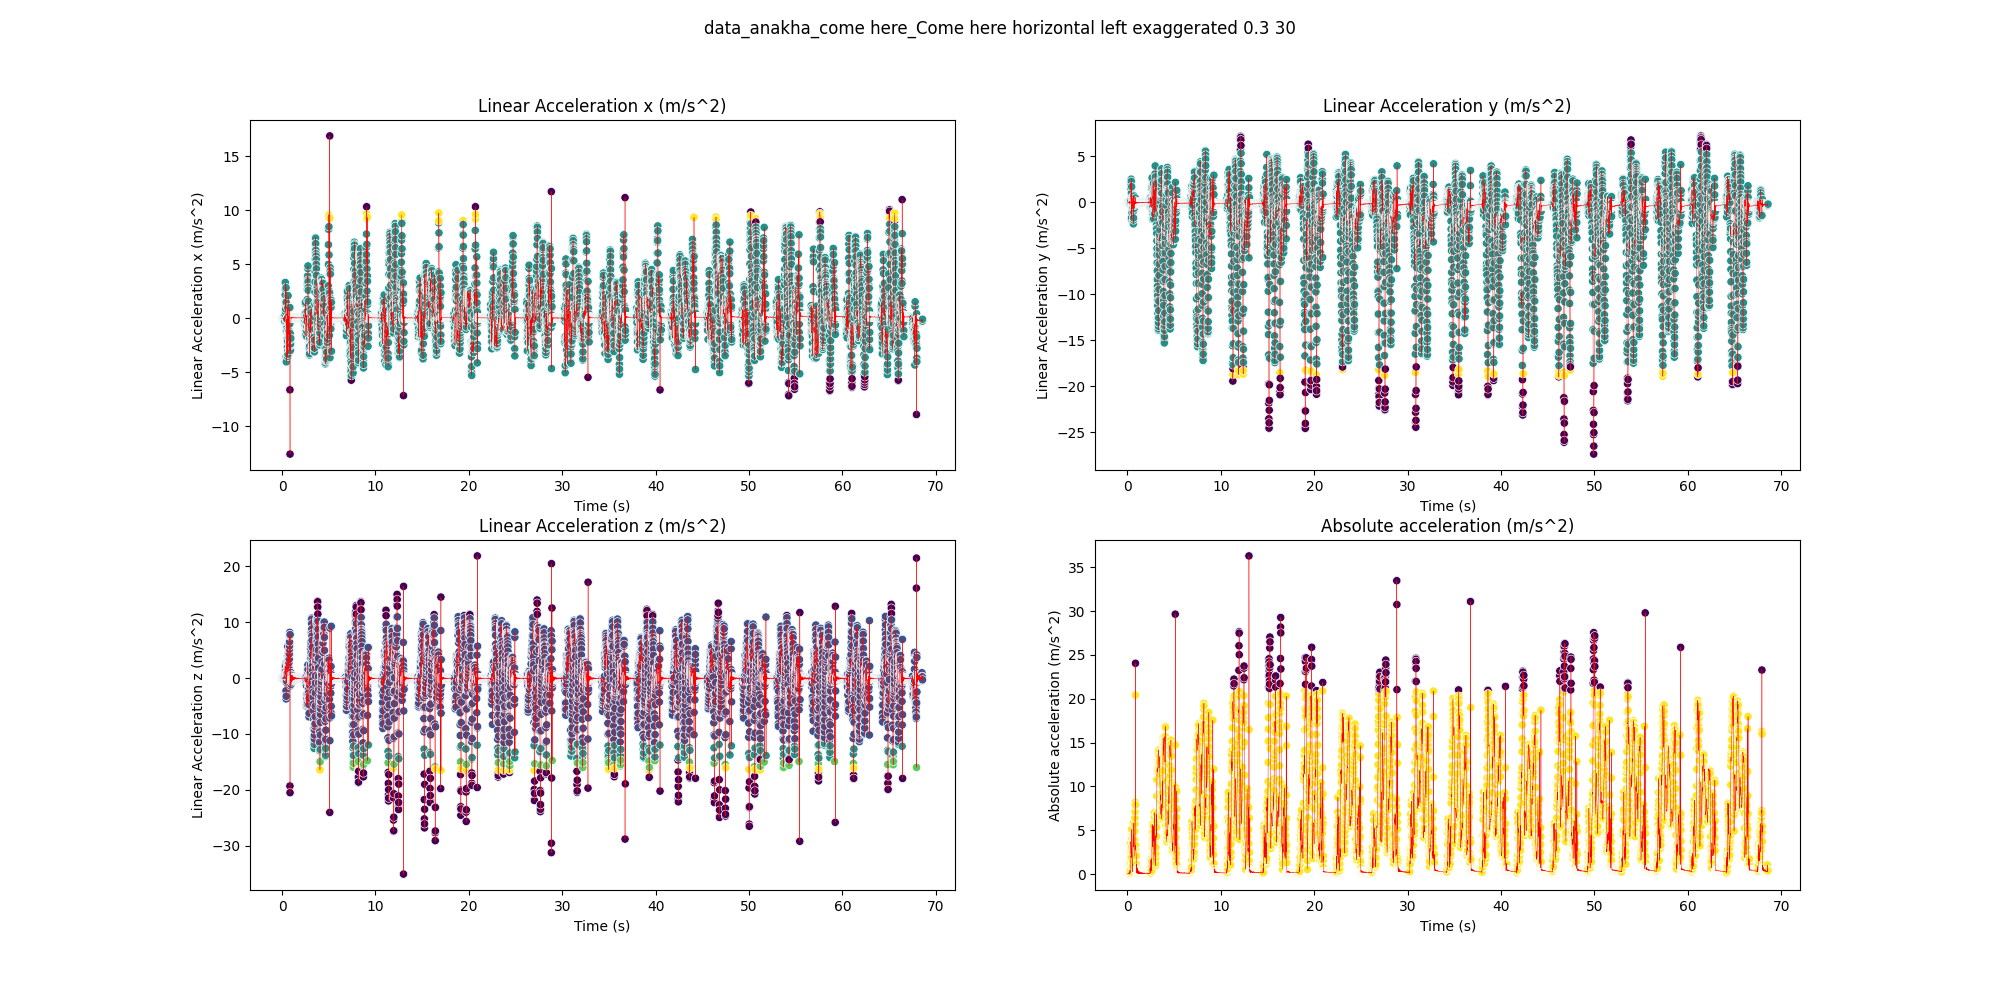 data_anakha_come here_Come here horizontal left exaggerated 0.3 30
Linear Acceleration x (m/s^2)
Linear Acceleration x (m/s^2)
15
10
5
0
−5
−10
0 10 20 30 40 50 60 70
Time (s)
Linear Acceleration y (m/s^2)
Linear Acceleration y (m/s^2)
5
0
−5
−10
−15
−20
−25
0 10 20 30 40 50 60 70
Time (s)
Linear Acceleration z (m/s^2)
Linear Acceleration z (m/s^2)
20
10
0
−10
−20
−30
0 10 20 30 40 50 60 70
Time (s)
Absolute acceleration (m/s^2)
Absolute acceleration (m/s^2)
35
30
25
20
15
10
5
0
0 10 20 30 40 50 60 70
Time (s)